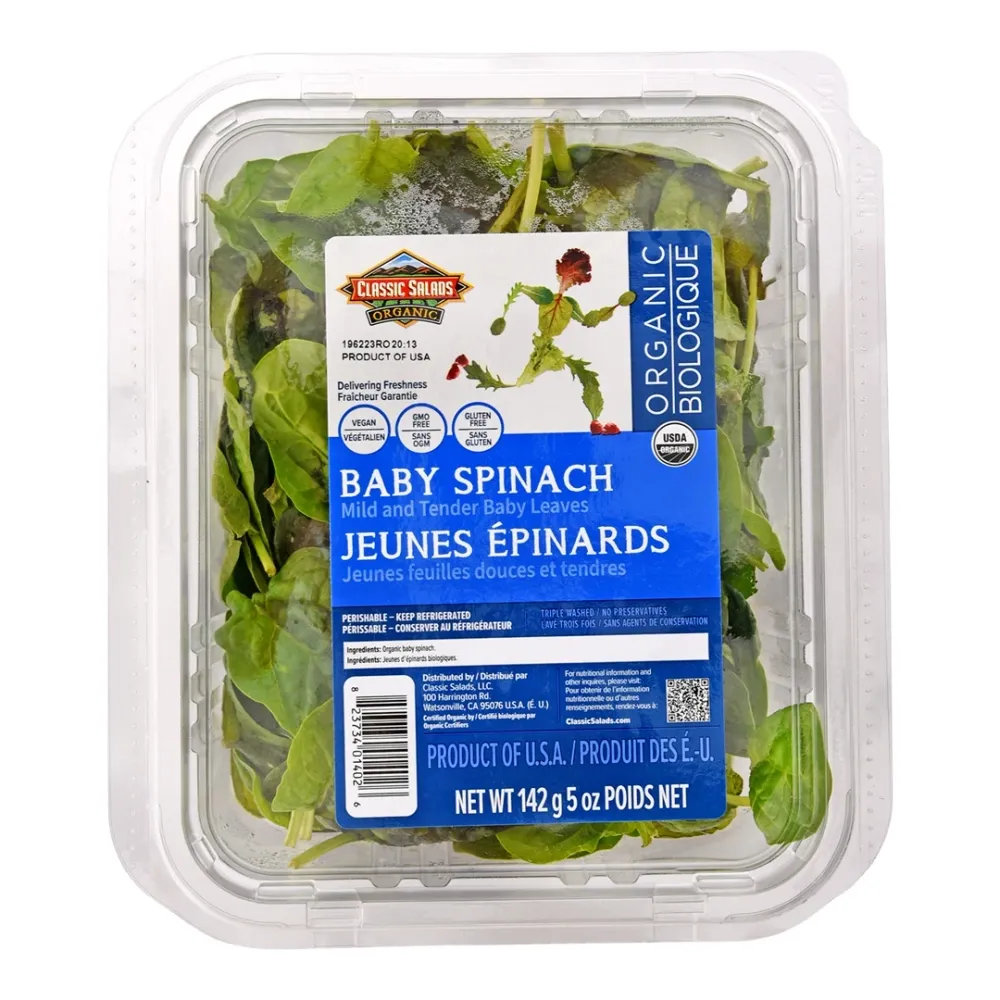 CLASSIC SALADS
ORGANIC
196223RO 20:13
PRODUCT OF USA
Delivering Freshness
Fraîcheur Garantie
VEGAN
VÉGÉTALIEN
GMO
FREE
SANS
OGM
GLUTEN
FREE
SANS
GLUTEN
ORGANIC
BIOLOGIQUE
USDA
ORGANIC
BABY SPINACH
Mild and Tender Baby Leaves
JEUNES ÉPINARDS
Jeunes feuilles douces et tendres
PERISHABLE – KEEP REFRIGERATED
PÉRISSABLE – CONSERVER AU RÉFRIGÉRATEUR
TRIPLE WASHED / NO PRESERVATIVES
LAVÉ TROIS FOIS / SANS AGENTS DE CONSERVATION
Ingredients: Organic baby spinach.
Ingrédients: Jeunes d'épinards biologiques.
8 23734 01402 6
Distributed by / Distribué par
Classic Salads, LLC.
100 Harrington Rd.
Watsonville, CA 95076 U.S.A. (É. U.)
Certified Organic by / Certifié biologique par
Organic Certifiers
For nutritional information and
other inquires, please visit:
Pour obtenir de l'information
nutritionnelle ou d'autres
renseignements, rendez-vous à:
ClassicSalads.com
PRODUCT OF U.S.A. / PRODUIT DES É.-U.
NET WT 142 g 5 oz POIDS NET